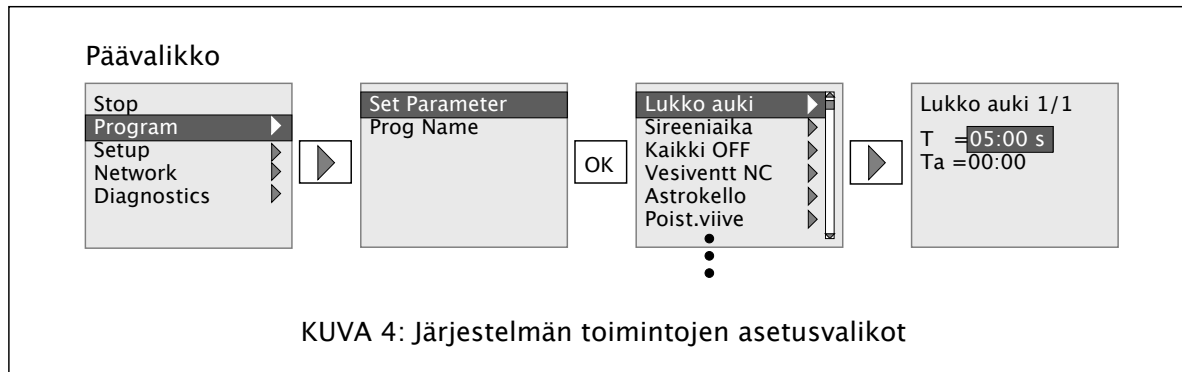 Päävalikko
Stop
Program
Setup
Network
Diagnostics
Set Parameter
Prog Name
OK
Lukko auki
Sireeniaika
Kaikki OFF
Vesiventt NC
Astrokello
Poist.viive
Lukko auki 1/1
T =05:00 s
Ta =00:00
KUVA 4: Järjestelmän toimintojen asetusvalikot